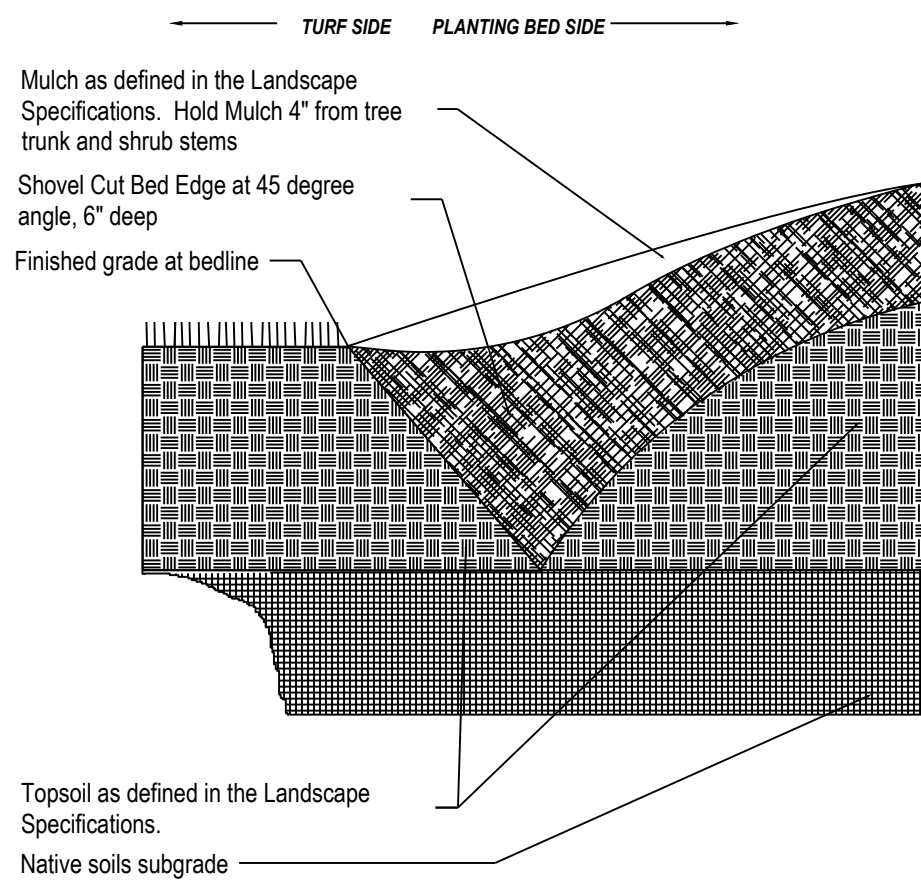 TURF SIDE PLANTING BED SIDE
Mulch as defined in the Landscape
Specifications. Hold Mulch 4" from tree
trunk and shrub stems
Shovel Cut Bed Edge at 45 degree
angle, 6" deep
Finished grade at bedline
Topsoil as defined in the Landscape
Specifications.
Native soils subgrade